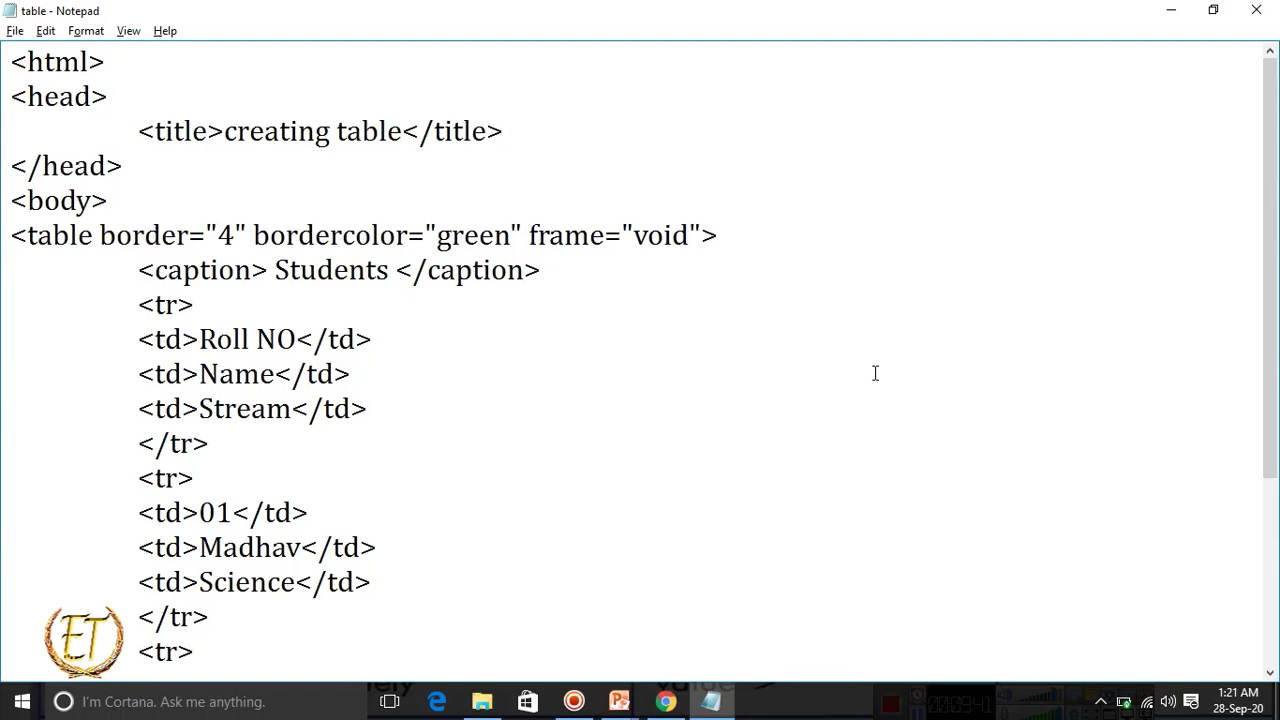 table - Notepad
File Edit Format View Help
<html>
<head>
<title>creating table</title>
</head>
<body>
<table border="4" bordercolor="green" frame="void">
<caption> Students </caption>
<tr>
<td>Roll NO</td>
<td>Name</td>
<td>Stream</td>
</tr>
<tr>
<td>01</td>
<td>Madhav</td>
<td>Science</td>
</tr>
<tr>
ET
I'm Cortana. Ask me anything.
1:21 AM
28-Sep-20